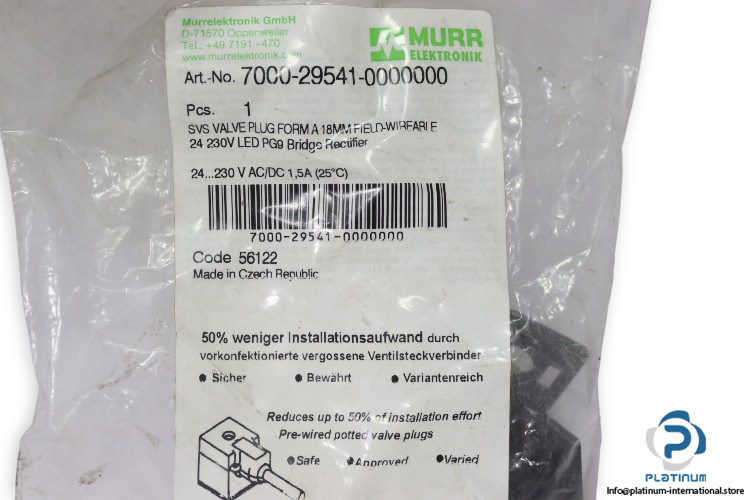 Murrelektronik GmbH
D-71570 Oppenweiler
Tel.: +49 7191 -470
www.murrelektronik.com
MURR
ELEKTRONIK
Art.-No. 7000-29541-0000000
Pcs. 1
SVS VALVE PLUG FORM A 18MM FIELD-WIREABLE
24 230V LED PG9 Bridge Rectifier
24...230 V AC/DC 1,5A (25°C)
7000-29541-0000000
Code 56122
Made in Czech Republic
50% weniger Installationsaufwand durch
vorkonfektionierte vergossene Ventilsteckverbinder
● Sicher ● Bewährt ● Variantenreich
Reduces up to 50% of installation effort
Pre-wired potted valve plugs
●Safe ●Approved ●Varied
PLATINUM
INTERNATIONAL
Info@platinum-international.store